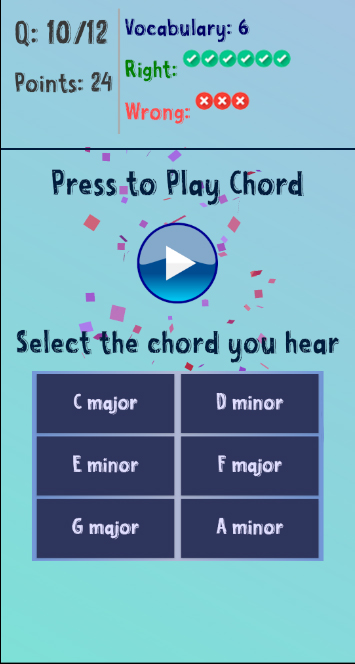 Q: 10/12
Points: 24
Vocabulary: 6
Right:
Wrong:
Press to Play Chord
Select the chord you hear
C major
D minor
E minor
F major
G major
A minor